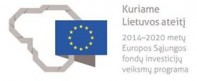 Kuriame
Lietuvos ateitį
2014–2020 metų
Europos Sąjungos
fondų investicijų
veiksmų programa